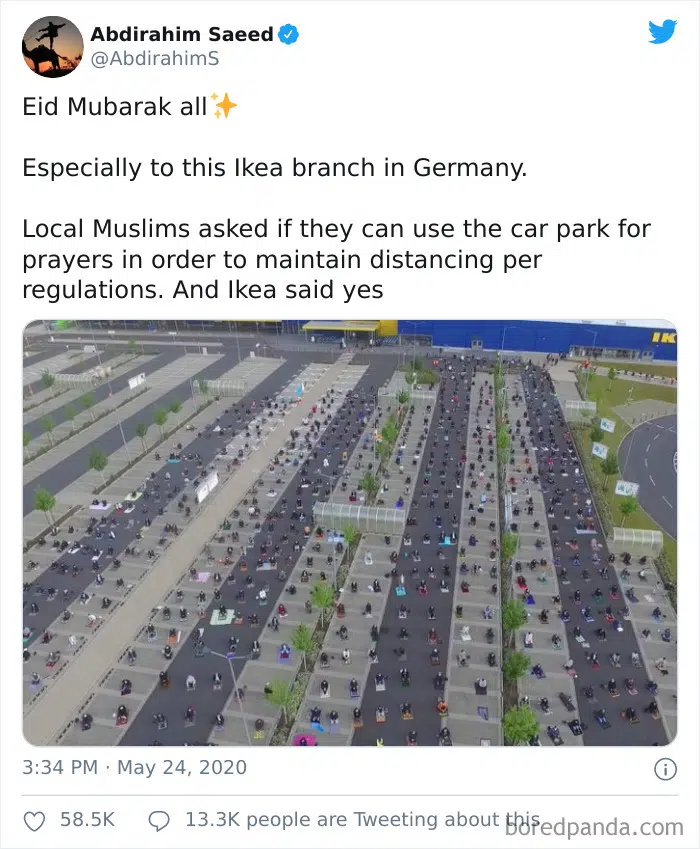 Abdirahim Saeed
@AbdirahimS
Eid Mubarak all✨
Especially to this Ikea branch in Germany.
Local Muslims asked if they can use the car park for
prayers in order to maintain distancing per
regulations. And Ikea said yes
IK
3:34 PM · May 24, 2020
58.5K 13.3K people are Tweeting about this
boredpanda.com